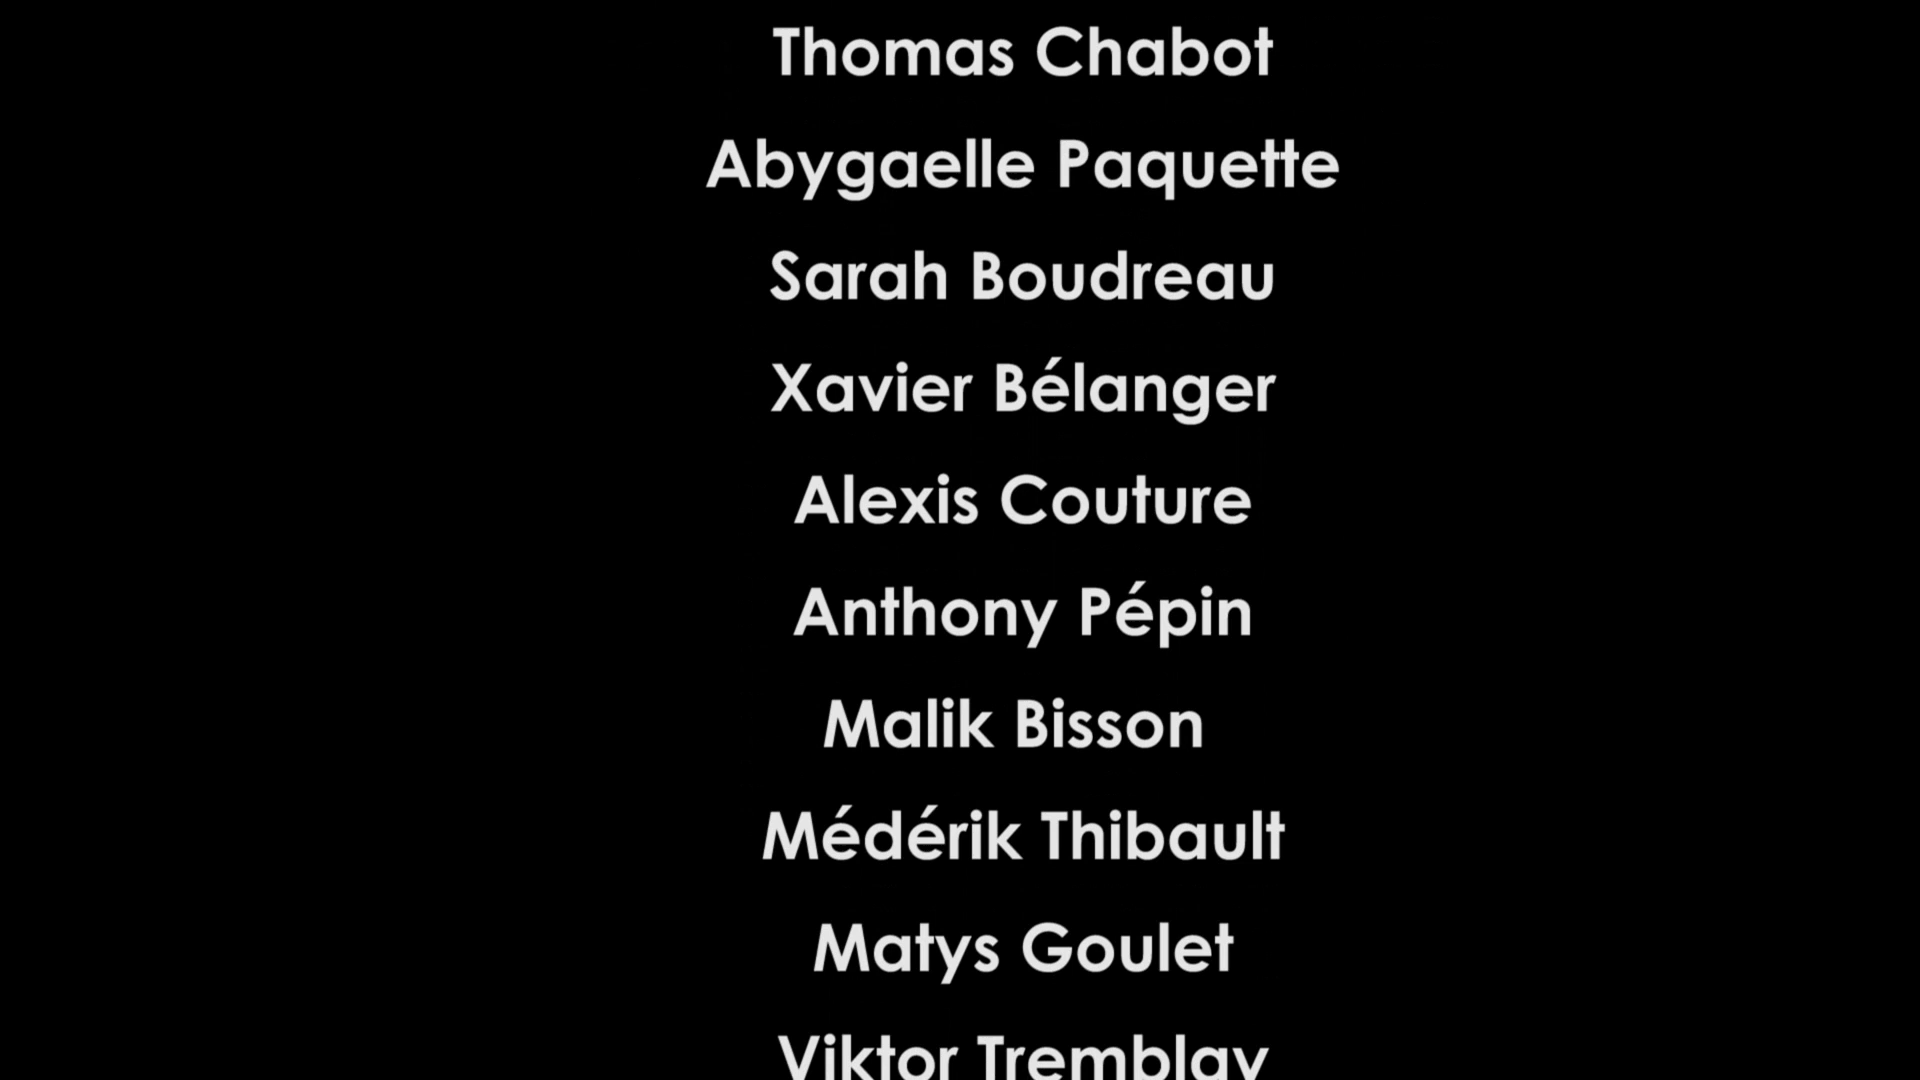 Thomas Chabot
Abygaelle Paquette
Sarah Boudreau
Xavier Bélanger
Alexis Couture
Anthony Pépin
Malik Bisson
Médérik Thibault
Matys Goulet
Viktor Tremblay